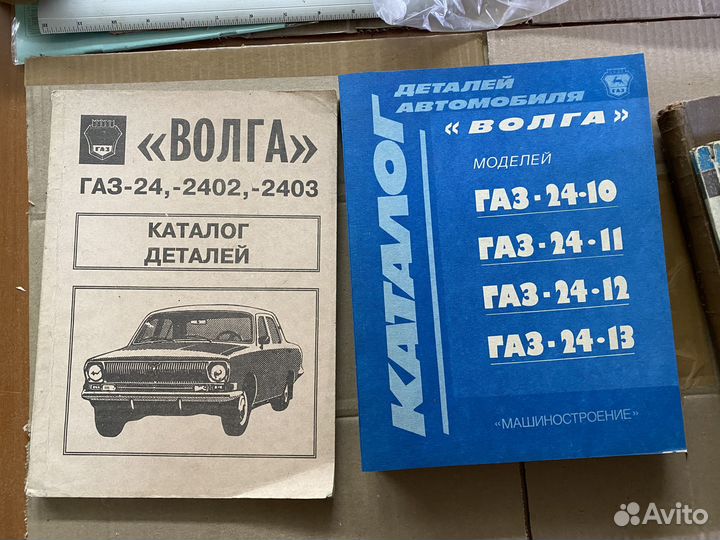 ГАЗ
«ВОЛГА»
ГАЗ-24,-2402,-2403
КАТАЛОГ
ДЕТАЛЕЙ
КАТАЛОГ
ДЕТАЛЕЙ
АВТОМОБИЛЯ
«ВОЛГА»
ГАЗ
МОДЕЛЕЙ
ГАЗ-24-10
ГАЗ-24-11
ГАЗ-24-12
ГАЗ-24-13
«МАШИНОСТРОЕНИЕ»
Avito